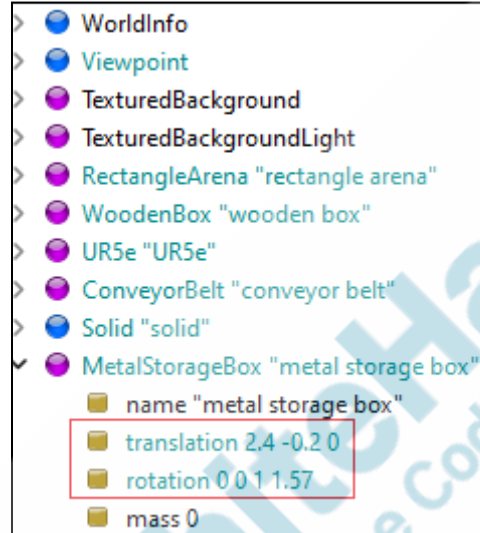 WorldInfo
Viewpoint
TexturedBackground
TexturedBackgroundLight
RectangleArena "rectangle arena"
WoodenBox "wooden box"
UR5e "UR5e"
ConveyorBelt "conveyor belt"
Solid "solid"
MetalStorageBox "metal storage box"
name "metal storage box"
translation 2.4 -0.2 0
rotation 0 0 1 1.57
mass 0